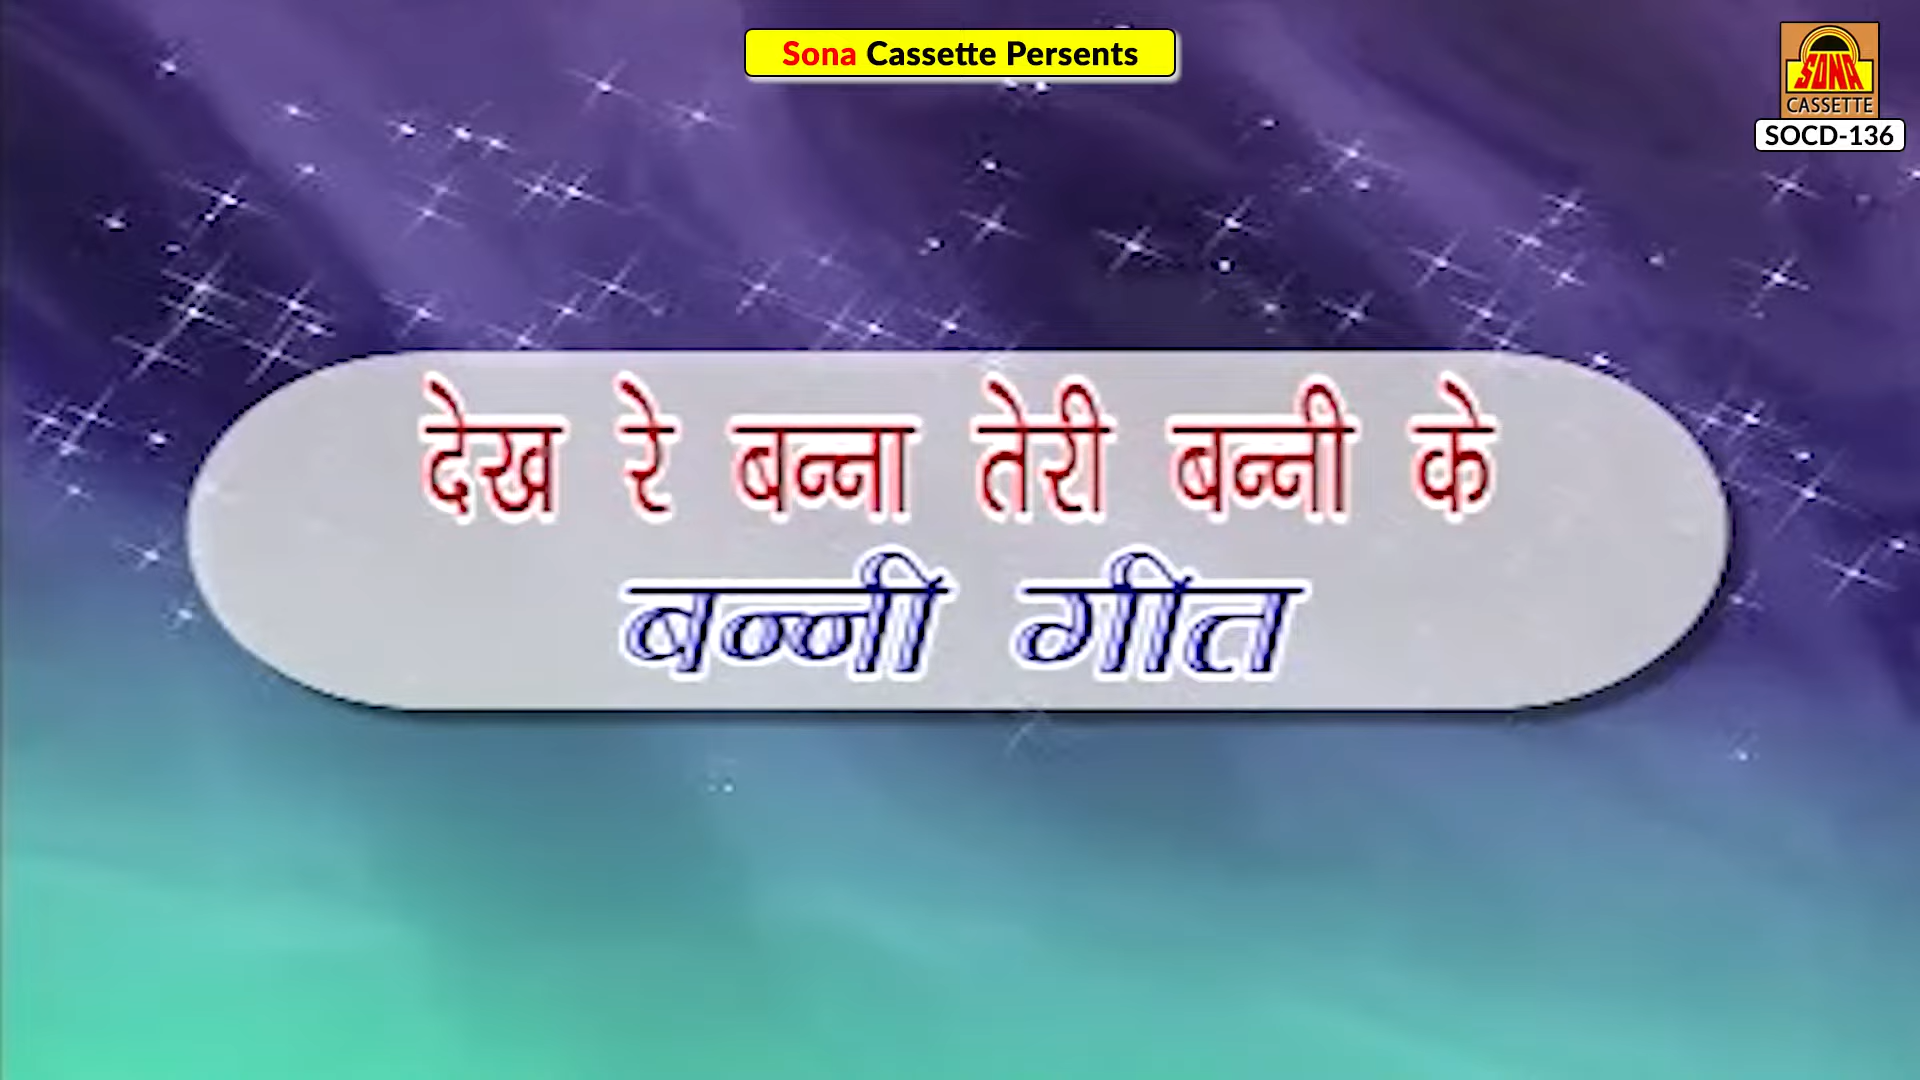 Sona Cassette Persents
SONA
CASSETTE
SOCD-136
देख रे बन्ना तेरी बन्नी के
बन्नी गीत